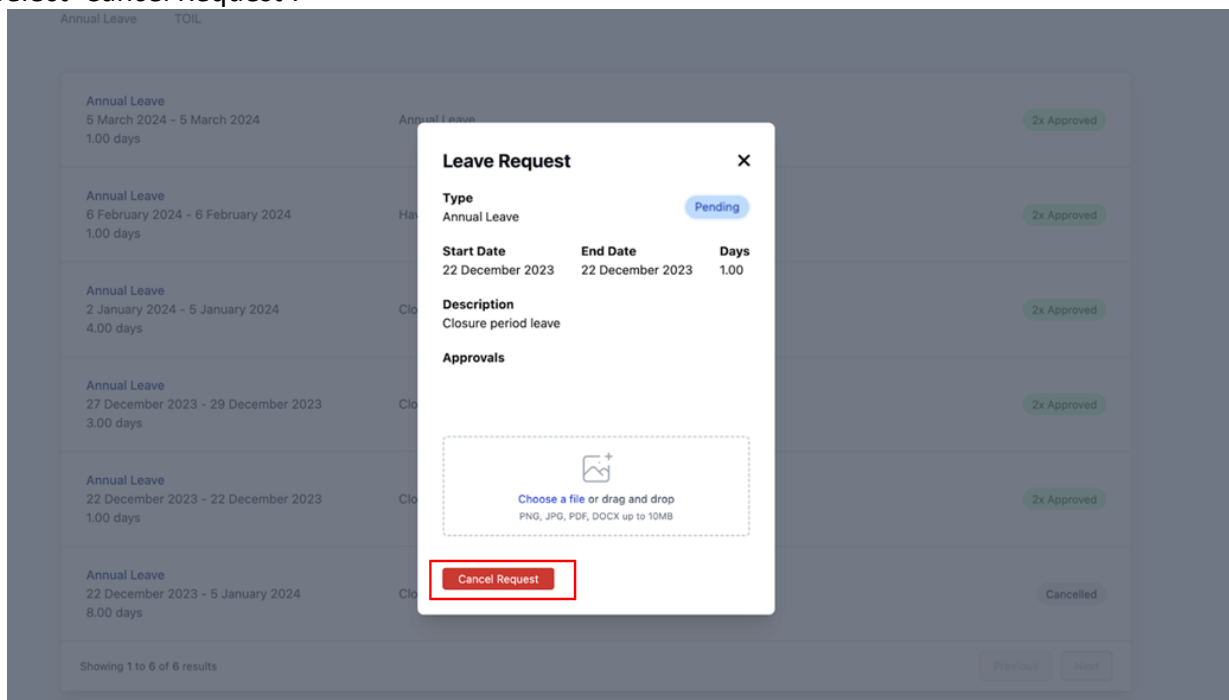 Select "Cancel Request".
Annual Leave TOIL
Annual Leave
5 March 2024 - 5 March 2024 Annual Leave 2x Approved
1.00 days
Annual Leave
6 February 2024 - 6 February 2024 2x Approved
1.00 days
Annual Leave
2 January 2024 - 5 January 2024 2x Approved
4.00 days
Annual Leave
27 December 2023 - 29 December 2023 2x Approved
3.00 days
Annual Leave
22 December 2023 - 22 December 2023 2x Approved
1.00 days
Annual Leave
22 December 2023 - 5 January 2024 Cancelled
8.00 days
Showing 1 to 6 of 6 results Previous Next
Leave Request
Type
Annual Leave Pending
Start Date End Date Days
22 December 2023 22 December 2023 1.00
Description
Closure period leave
Approvals
Choose a file or drag and drop
PNG, JPG, PDF, DOCX up to 10MB
Cancel Request